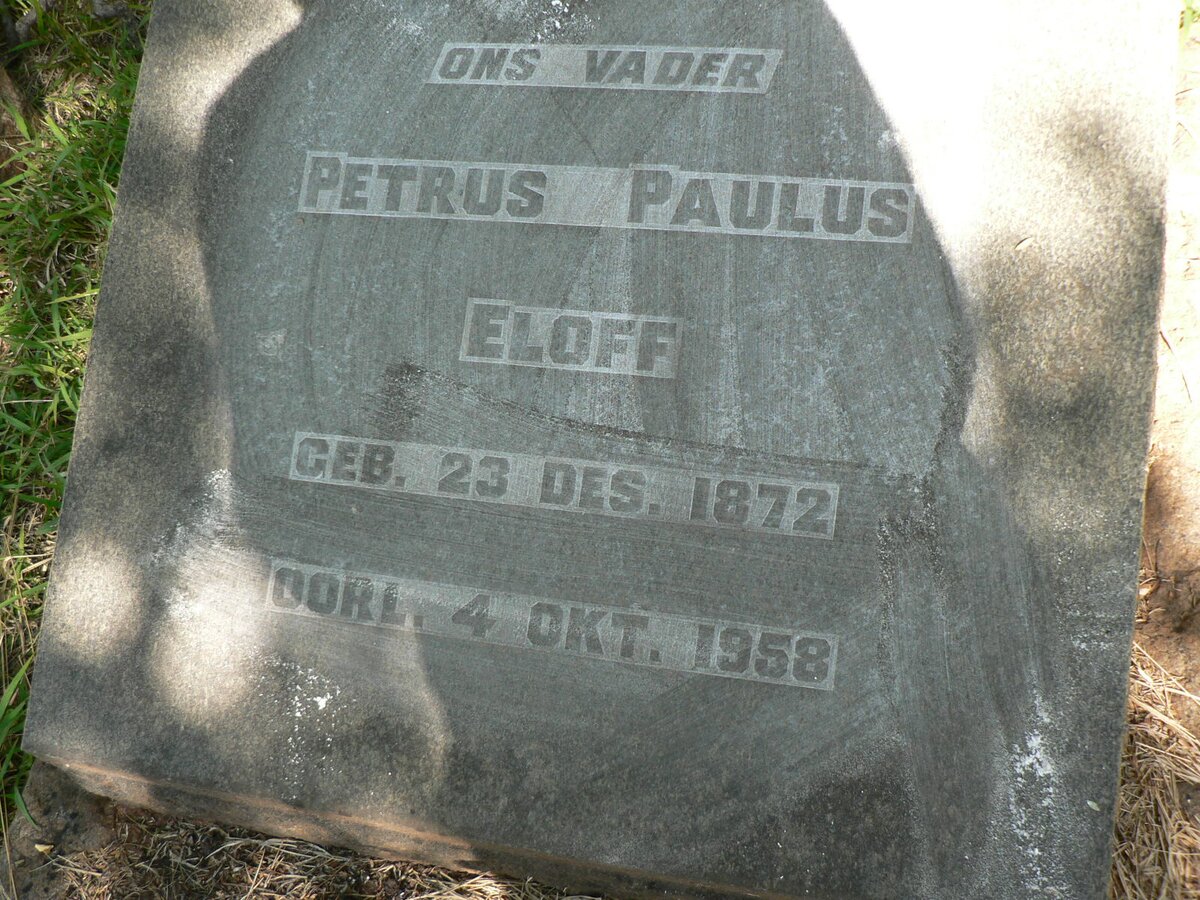 ONS VADER
PETRUS PAULUS
ELOFF
GEB. 23 DES. 1872
OORL. 4 OKT. 1958